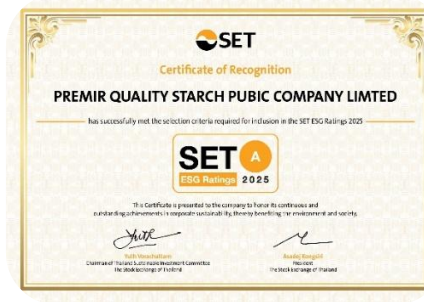 SET
Certificate of Recognition
PREMIR QUALITY STARCH PUBIC COMPANY LIMTED
has successfully met the selection criteria required for inclusion in the SET ESG Ratings 2025
SET A
ESG Ratings 2025
This Certificate is presented to the company to honor its continuous and
outstanding achievements in corporate sustainability, thereby benefiting the environment and society.
Chairman of Thailand Sustainable Investment Committee
The Stock Exchange of Thailand
President
The Stock Exchange of Thailand